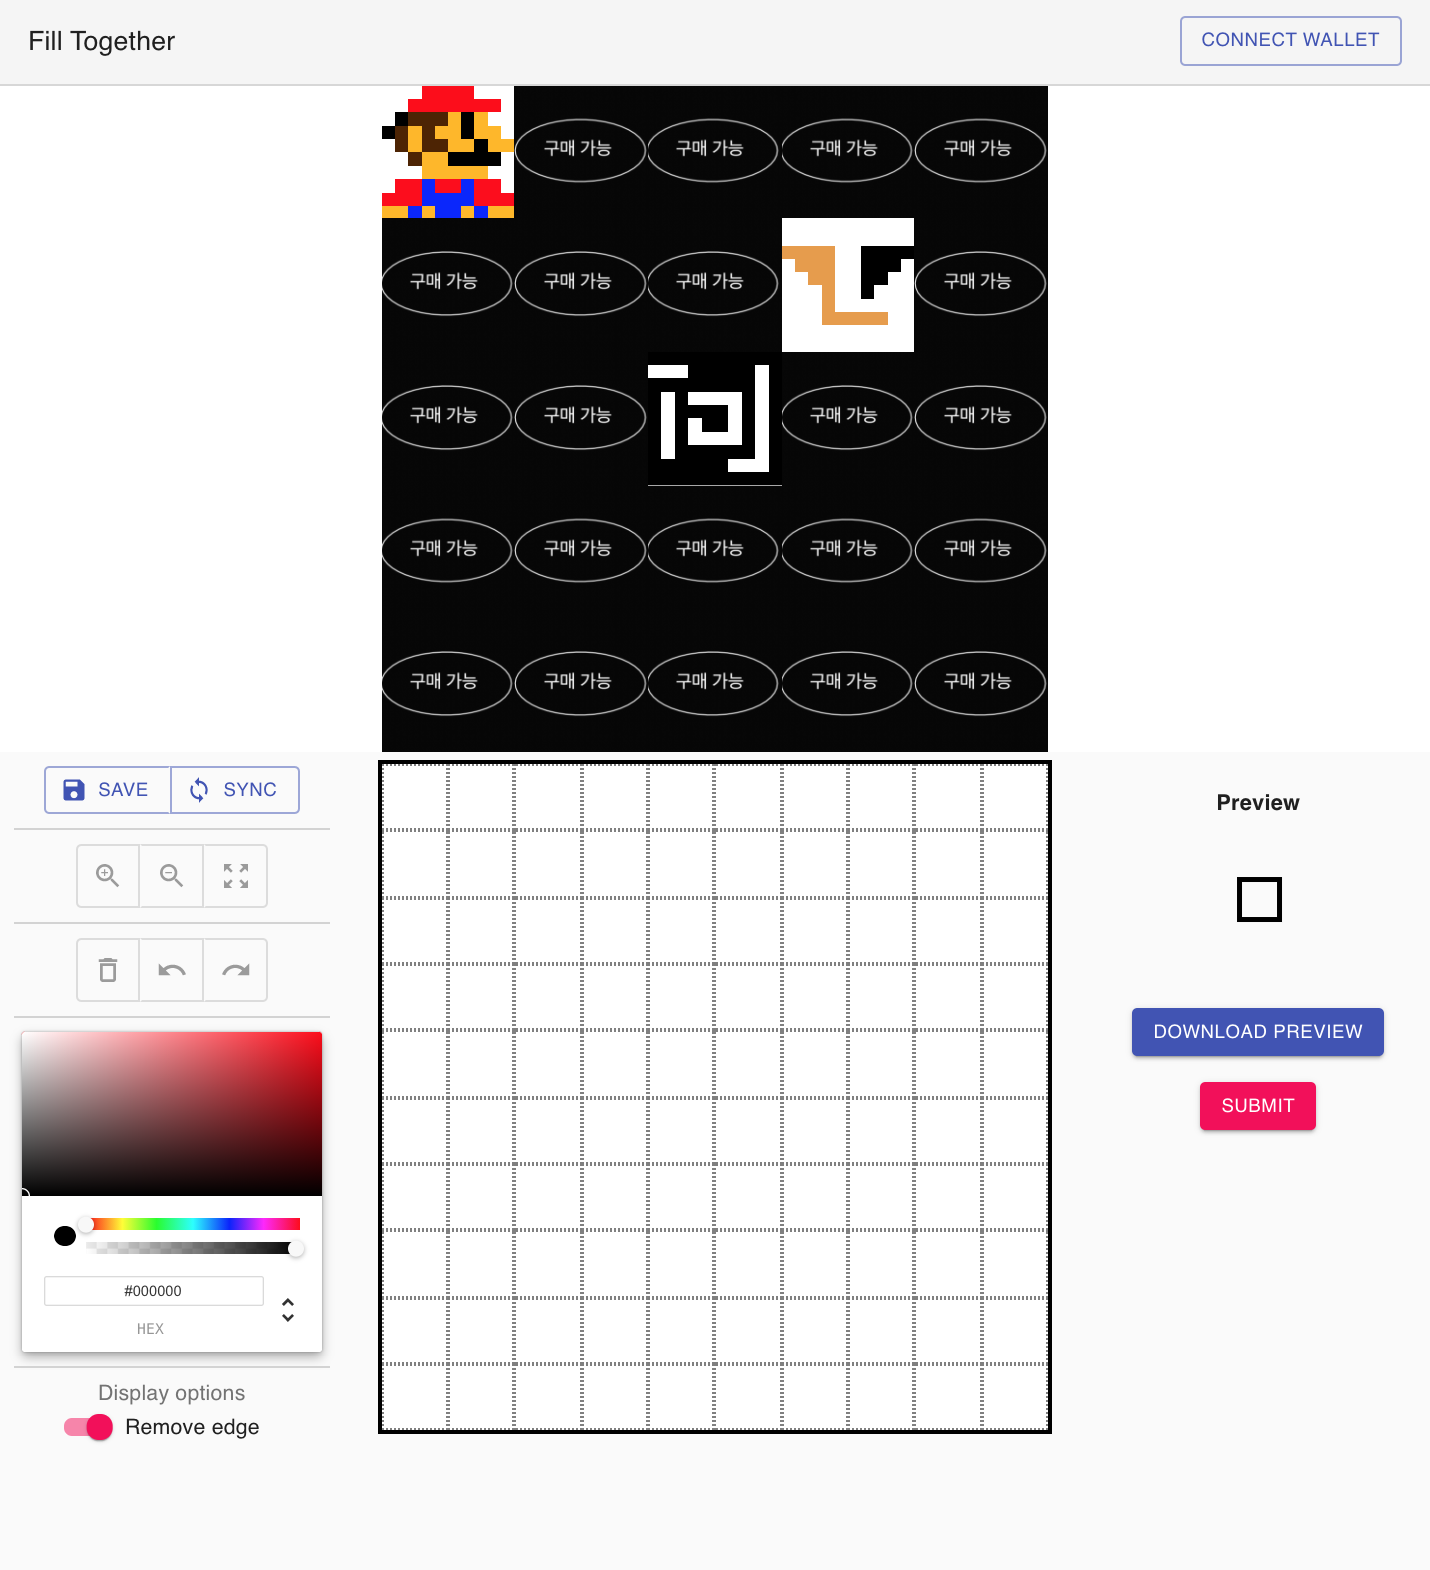 Fill Together
CONNECT WALLET
구매 가능 구매 가능 구매 가능 구매 가능
구매 가능 구매 가능 구매 가능 구매 가능
구매 가능 구매 가능 구매 가능 구매 가능
구매 가능 구매 가능 구매 가능 구매 가능 구매 가능
구매 가능 구매 가능 구매 가능 구매 가능 구매 가능
SAVE SYNC
#000000
HEX
Display options
Remove edge
Preview
DOWNLOAD PREVIEW
SUBMIT